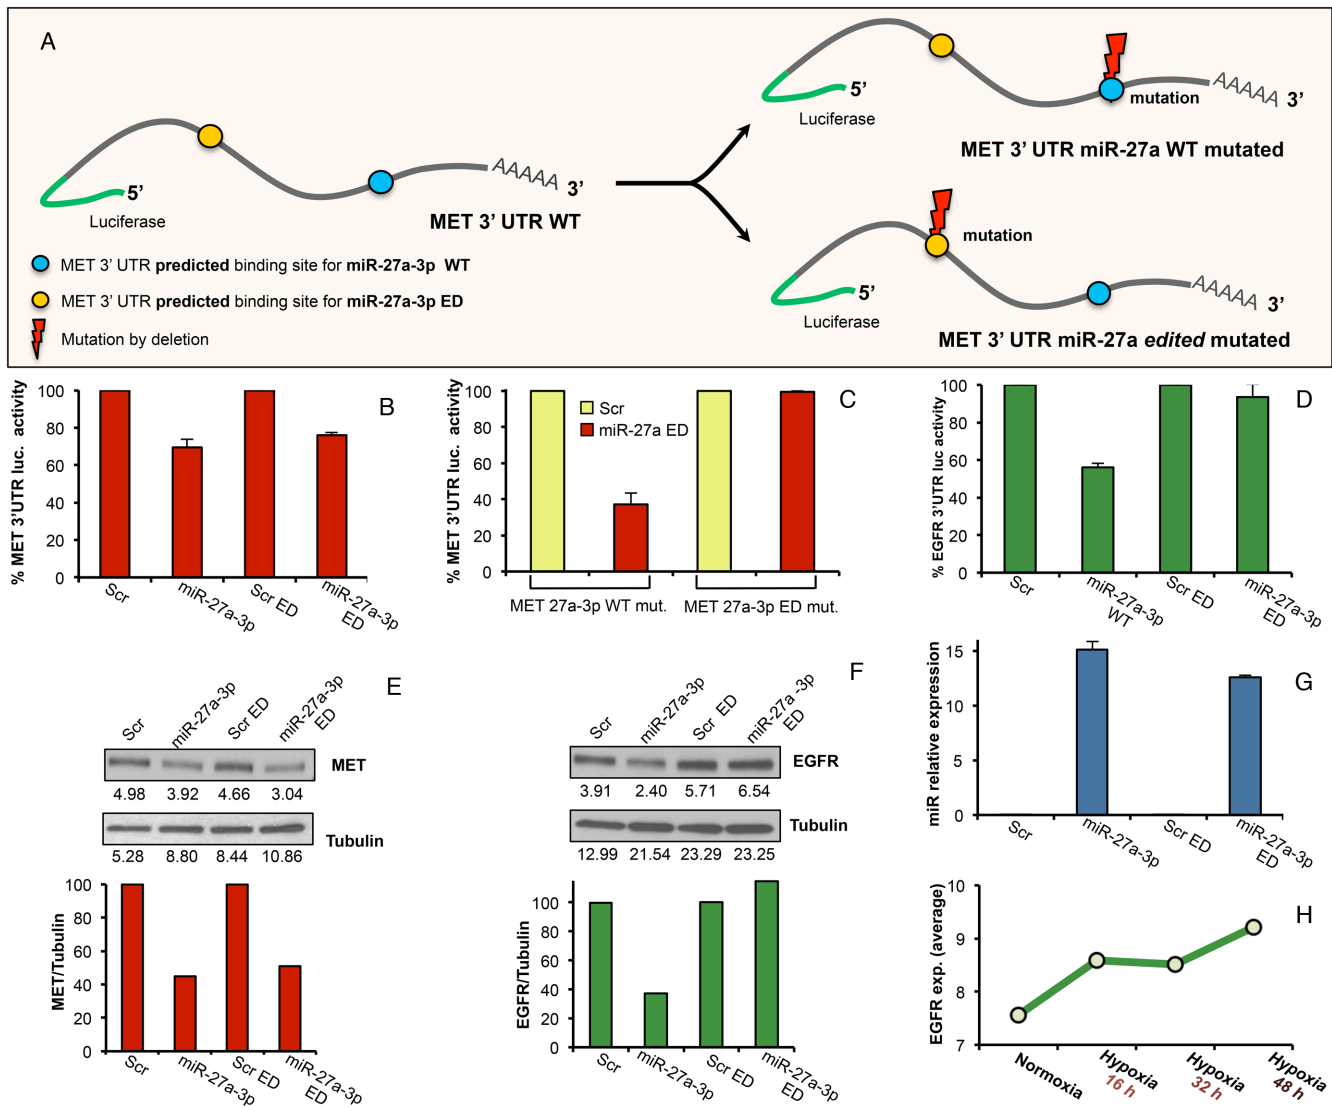 A
5'
Luciferase
AAAAA 3'
MET 3' UTR WT
MET 3' UTR predicted binding site for miR-27a-3p WT
MET 3' UTR predicted binding site for miR-27a-3p ED
Mutation by deletion
5'
Luciferase
mutation
AAAAA 3'
MET 3' UTR miR-27a WT mutated
mutation
5'
Luciferase
AAAAA 3'
MET 3' UTR miR-27a edited mutated
B
% MET 3'UTR luc. activity
100
80
60
40
20
0
Scr
miR-27a-3p
Scr ED
miR-27a-3p
ED
C
% MET 3'UTR luc. activity
100
80
60
40
20
0
Scr
miR-27a ED
MET 27a-3p WT mut.
MET 27a-3p ED mut.
D
% EGFR 3'UTR luc activity
100
80
60
40
20
0
Scr
miR-27a-3p
WT
Scr ED
miR-27a-3p
ED
E
Scr
miR-27a-3p
Scr ED
miR-27a-3p
ED
MET
4.98 3.92 4.66 3.04
Tubulin
5.28 8.80 8.44 10.86
MET/Tubulin
100
80
60
40
20
0
Scr
miR-27a-3p
Scr ED
miR-27a-3p
ED
F
Scr
miR-27a-3p
Scr ED
miR-27a -3p
ED
EGFR
3.91 2.40 5.71 6.54
Tubulin
12.99 21.54 23.29 23.25
EGFR/Tubulin
100
80
60
40
20
0
Scr
miR-27a-3p
Scr ED
miR-27a-3p
ED
G
miR relative expression
15
10
5
0
Scr
miR-27a-3p
Scr ED
miR-27a-3p
ED
H
EGFR exp. (average)
10
9
8
7
Normoxia
Hypoxia
16 h
Hypoxia
32 h
Hypoxia
48 h